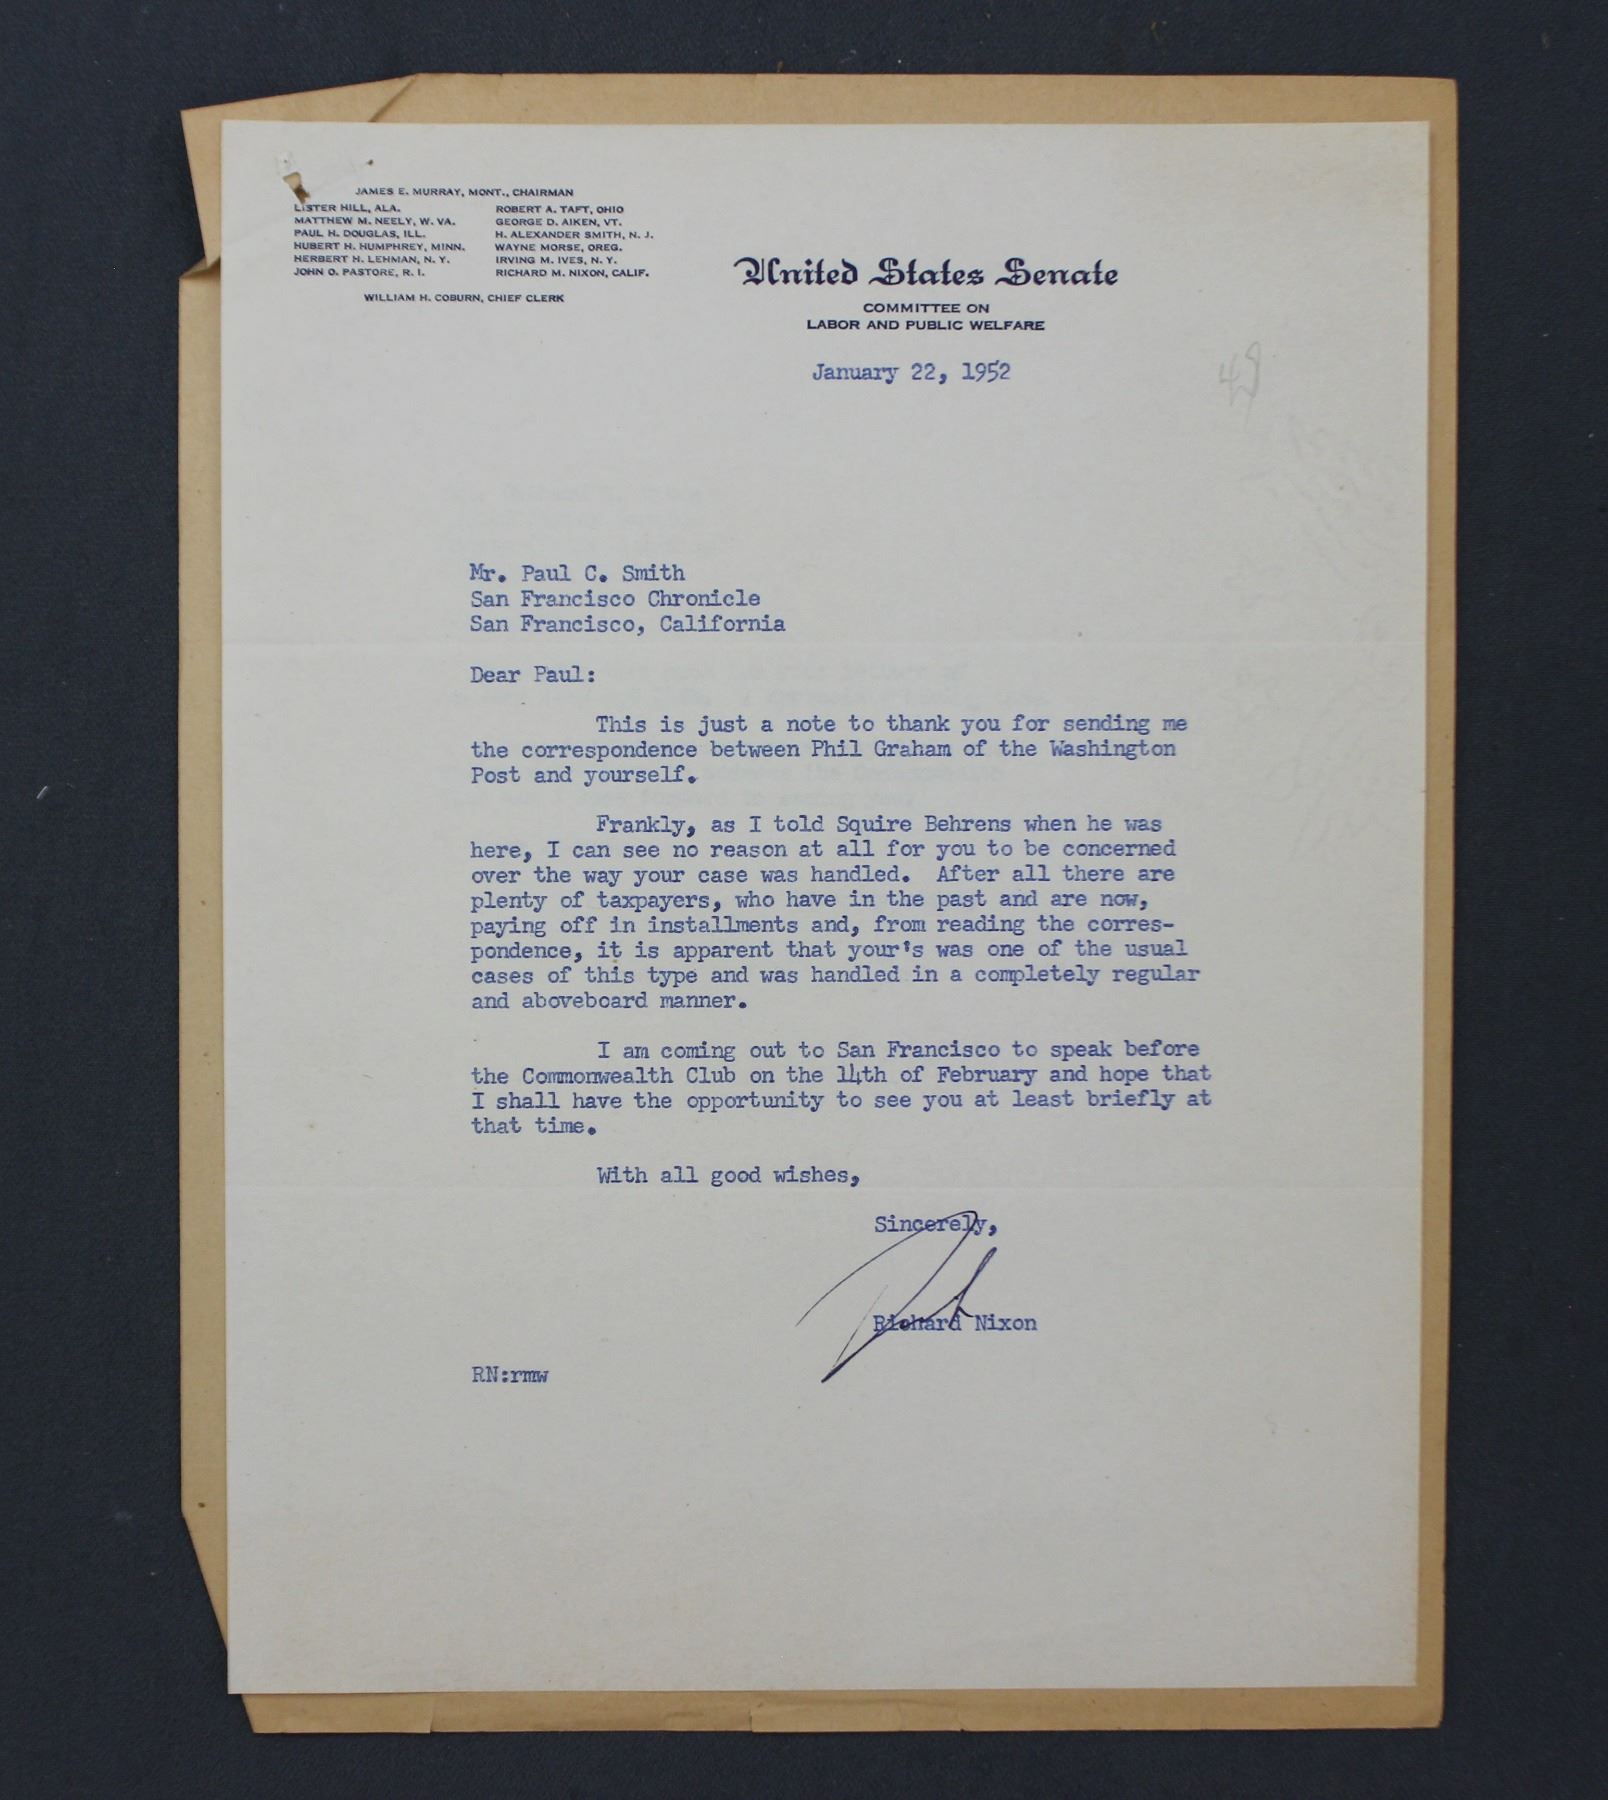 JAMES E. MURRAY, MONT., CHAIRMAN
LISTER HILL, ALA.
MATTHEW M. NEELY, W. VA.
PAUL H. DOUGLAS, ILL.
HUBERT H. HUMPHREY, MINN.
HERBERT H. LEHMAN, N. Y.
JOHN O. PASTORE, R. I.
ROBERT A. TAFT, OHIO
GEORGE D. AIKEN, VT.
H. ALEXANDER SMITH, N. J.
WAYNE MORSE, OREG.
IRVING M. IVES, N. Y.
RICHARD M. NIXON, CALIF.
WILLIAM H. COBURN, CHIEF CLERK
United States Senate
COMMITTEE ON
LABOR AND PUBLIC WELFARE
January 22, 1952
49
Mr. Paul C. Smith
San Francisco Chronicle
San Francisco, California
Dear Paul:
This is just a note to thank you for sending me
the correspondence between Phil Graham of the Washington
Post and yourself.
Frankly, as I told Squire Behrens when he was
here, I can see no reason at all for you to be concerned
over the way your case was handled. After all there are
plenty of taxpayers, who have in the past and are now,
paying off in installments and, from reading the corres-
pondence, it is apparent that your's was one of the usual
cases of this type and was handled in a completely regular
and aboveboard manner.
I am coming out to San Francisco to speak before
the Commonwealth Club on the 14th of February and hope that
I shall have the opportunity to see you at least briefly at
that time.
With all good wishes,
Sincerely,
Richard Nixon
RN:rmw